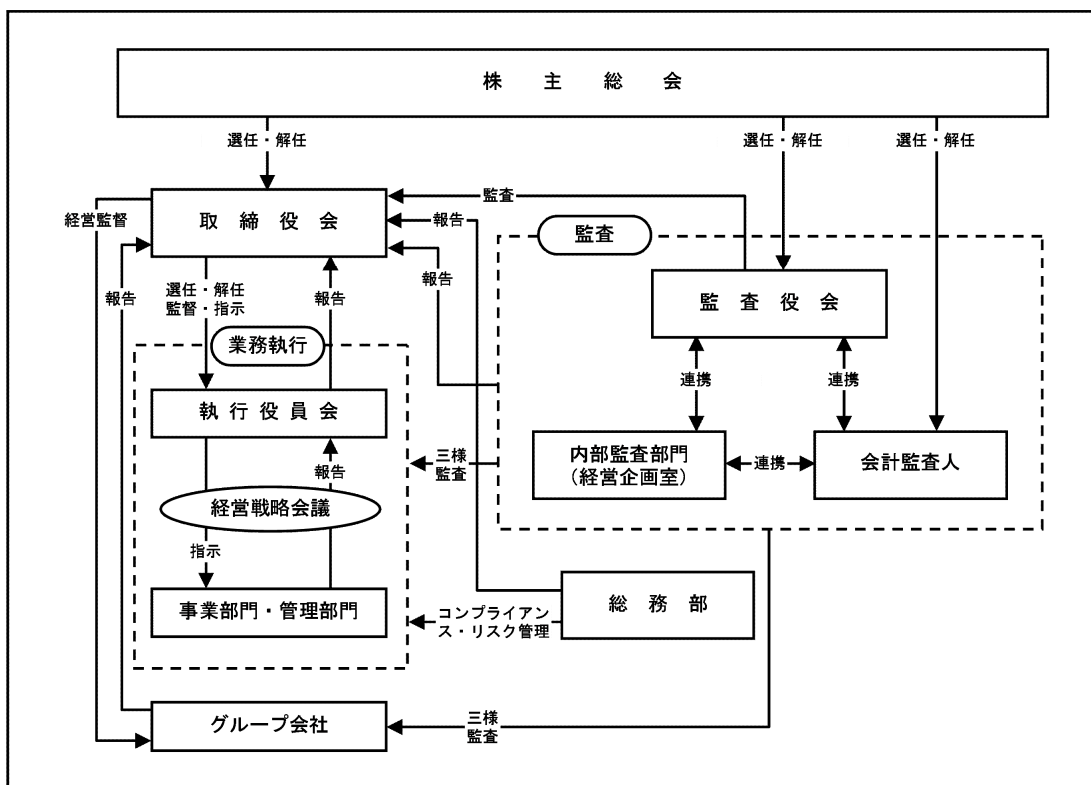 株主総会
選任・解任
選任・解任
選任・解任
取締役会
経営監督
監査
報告
監査
報告
報告
選任・解任
監督・指示
報告
監査役会
業務執行
連携
連携
執行役員会
三様
監査
報告
内部監査部門
(経営企画室)
連携
会計監査人
経営戦略会議
指示
事業部門・管理部門
コンプライアン
ス・リスク管理
総務部
グループ会社
三様
監査